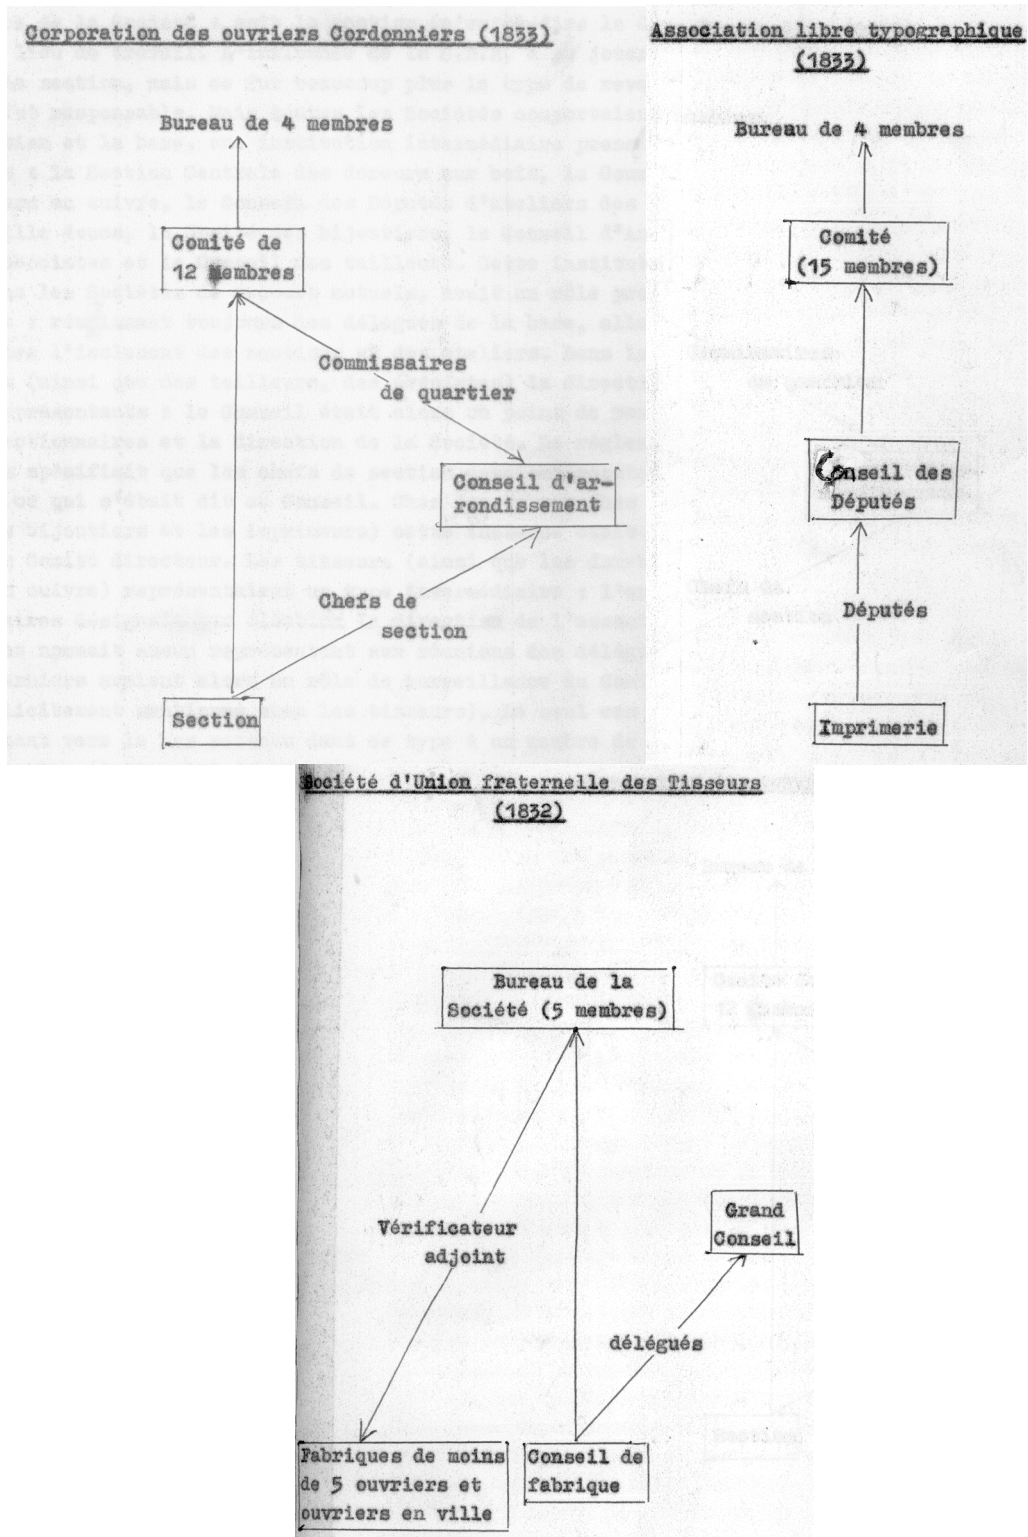 Corporation des ouvriers Cordonniers (1833)
Bureau de 4 membres
Comité de
12 Membres
Commissaires
de quartier
Conseil d'ar-
rondissement
Chefs de
section
Section
Association libre typographique
(1833)
Bureau de 4 membres
Comité
(15 membres)
Conseil des
Députés
Députés
Imprimerie
Société d'Union fraternelle des Tisseurs
(1832)
Bureau de la
Société (5 membres)
Vérificateur
adjoint
Grand
Conseil
délégués
Fabriques de moins
de 5 ouvriers et
ouvriers en ville
Conseil de
fabrique